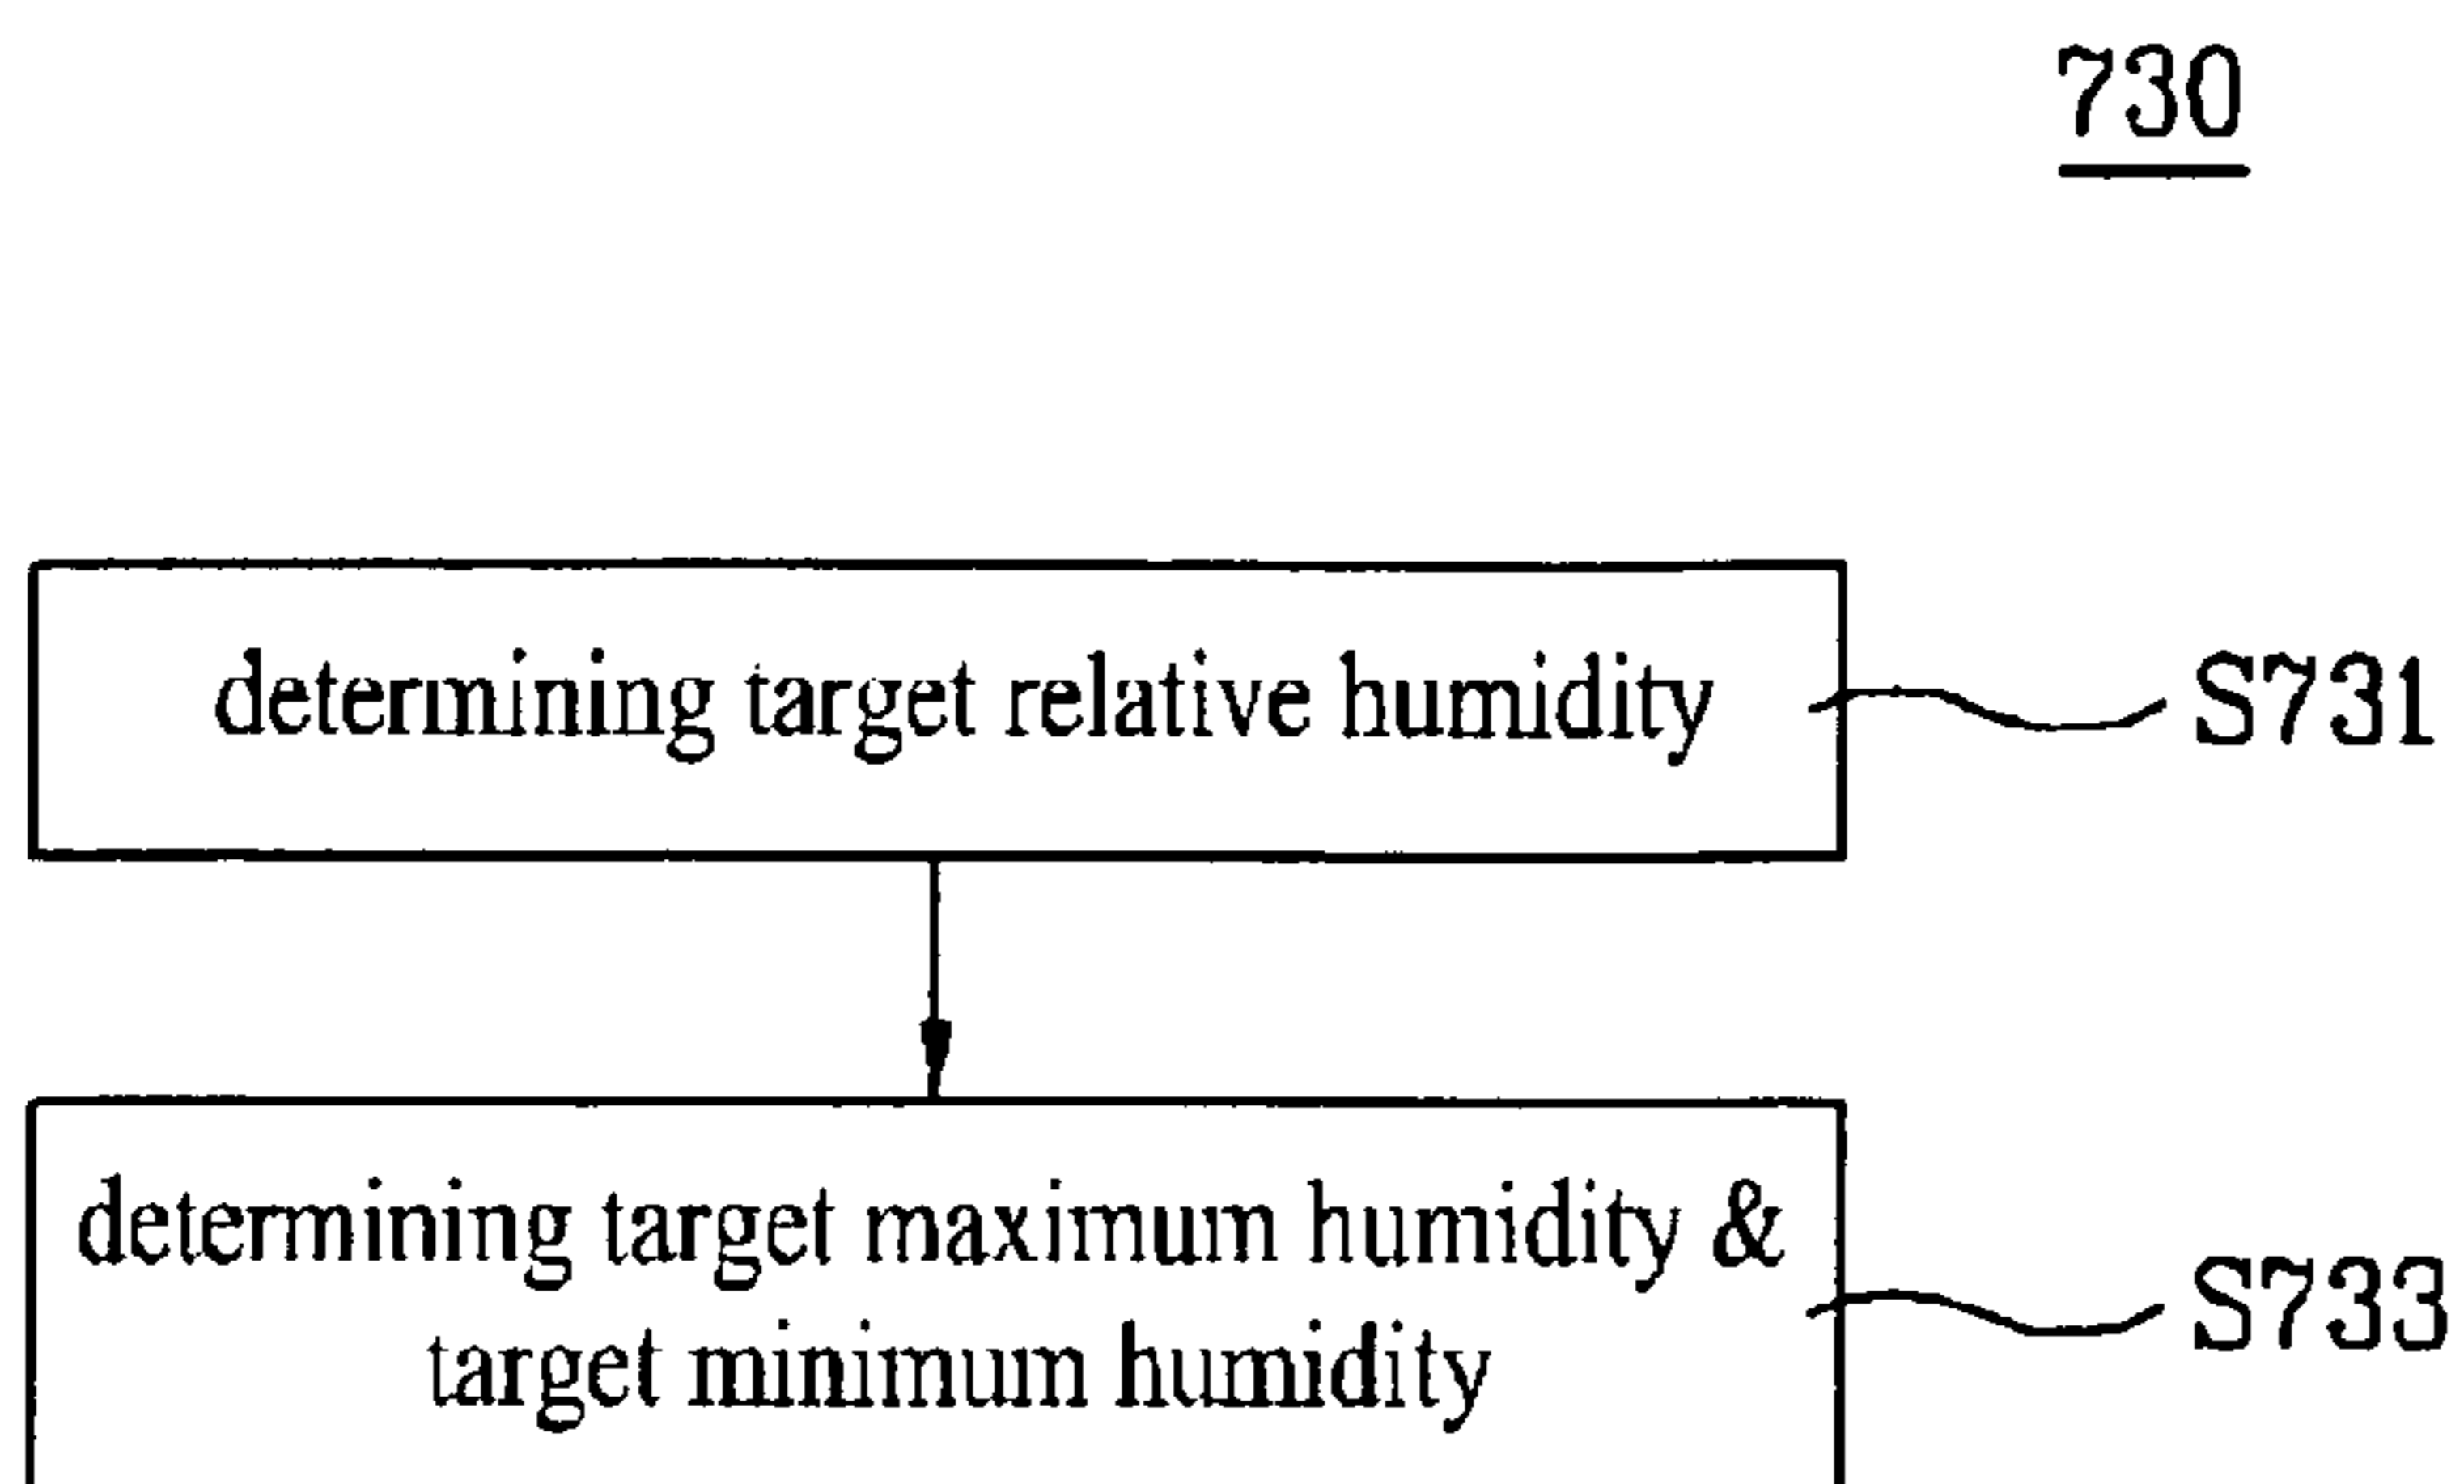 730
determining target relative humidity
S731
determining target maximum humidity &
target minimum humidity
S733